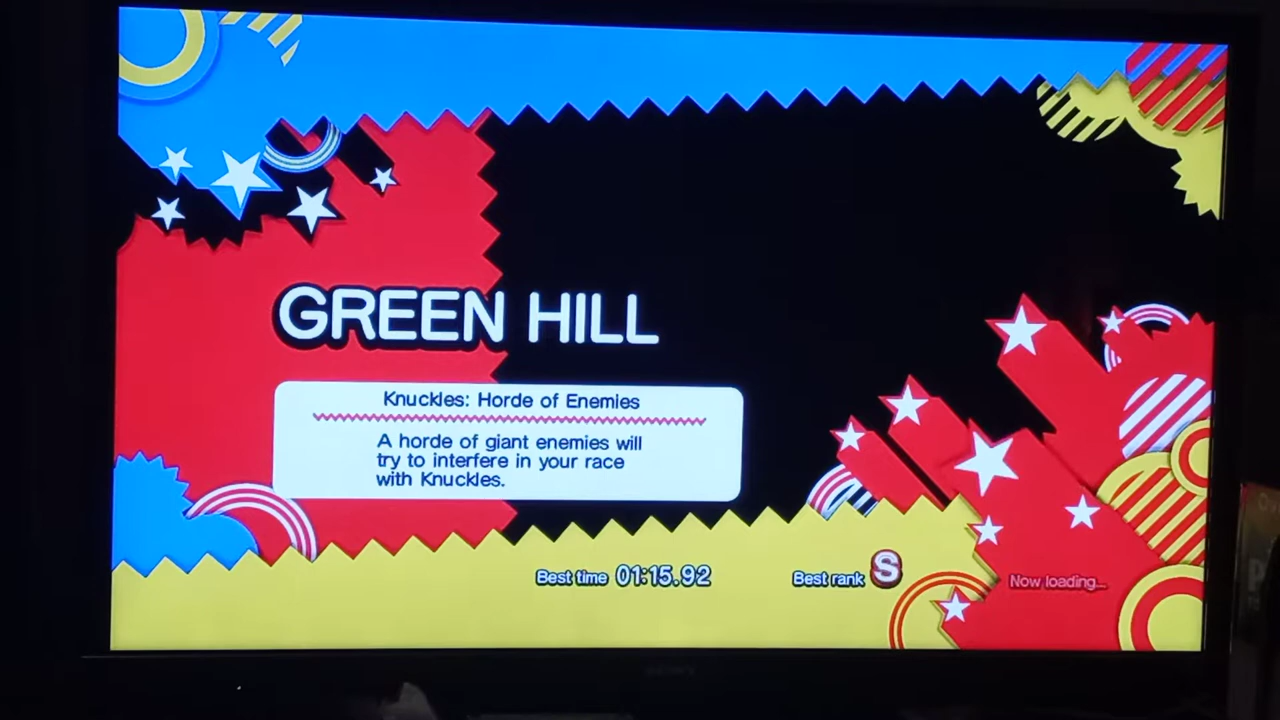 GREEN HILL
Knuckles: Horde of Enemies
A horde of giant enemies will
try to interfere in your race
with Knuckles.
Best time 01:15.92
Best rank S
Now loading...